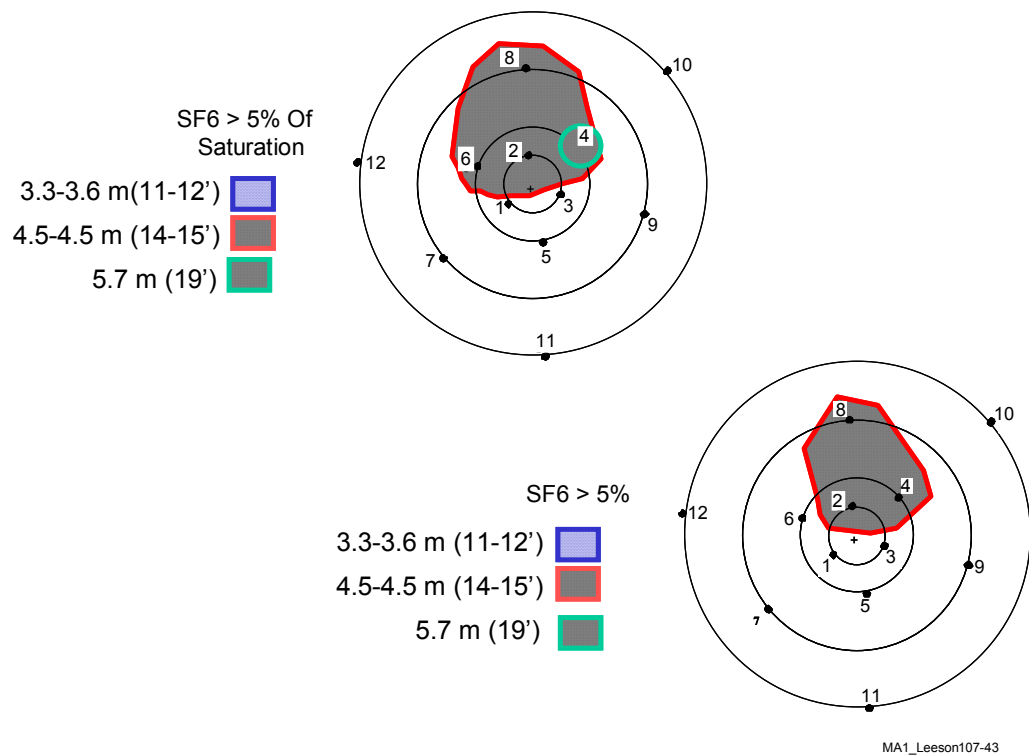 8
10
SF6 > 5% Of
Saturation
4
2
12
6
3.3-3.6 m(11-12’)
1
3
4.5-4.5 m (14-15’)
9
5
7
5.7 m (19’)
11
8
10
SF6 > 5%
4
2
12
6
3.3-3.6 m (11-12’)
1
3
9
4.5-4.5 m (14-15’)
5
7
5.7 m (19’)
11
MA1_Leeson107-43